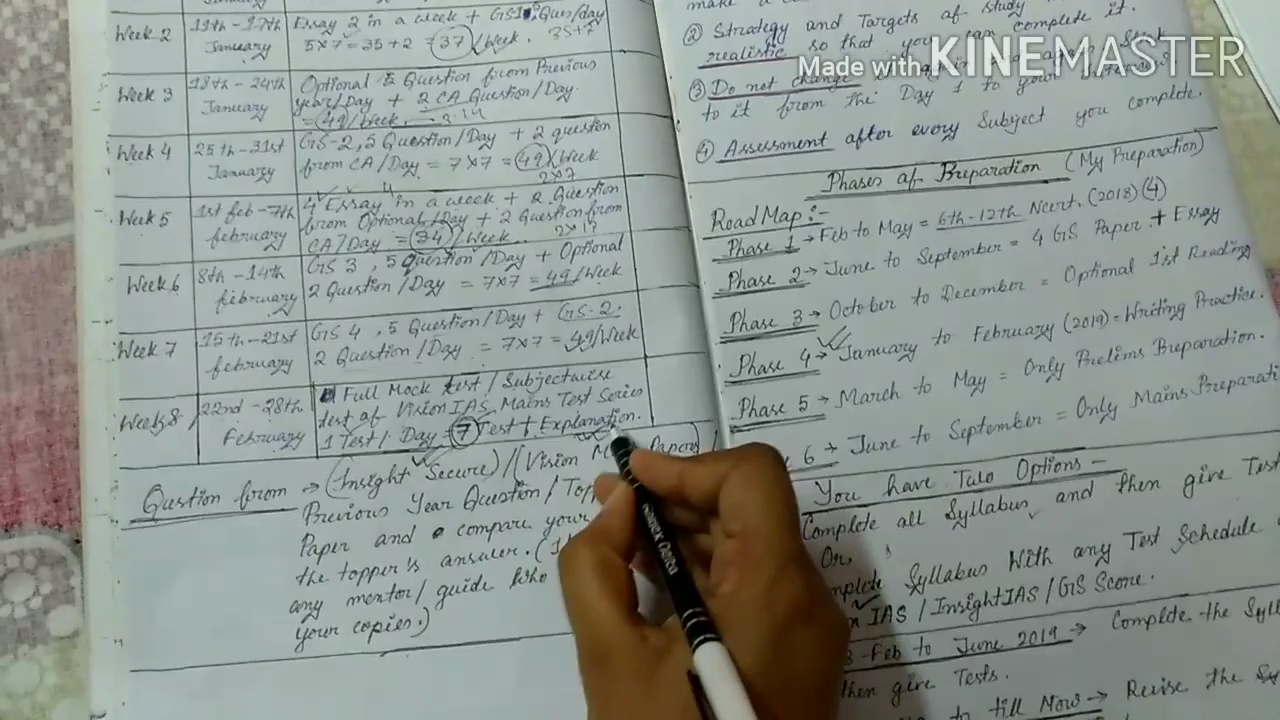 Week 2
11th - 17th
January
Essay 2 in a week + GS1 5 Ques/day
5x7 = 35+2 = 37/Week.
35+2
Week 3
18th - 24th
January
Optional 5 Question from Previous
year/Day + 2 CA Question/Day.
= 49/week
Week 4
25th - 31st
January
GS-2, 5 Question/Day + 2 question
from CA/Day = 7x7 = 49/Week
Week 5
1st feb - 7th
february
4 Essay in a week + 2 Question
from Optional/Day + 2 Question from
CA/Day = 34/Week.
Week 6
8th - 14th
february
GS 3, 5 Question/Day + Optional
2 Question/Day = 7x7 = 49/Week
Week 7
15th - 21st
february
GS 4, 5 Question/Day + GS-2.
2 Question/Day = 7x7 = 49/Week
Week 8
22nd - 28th
February
Full Mock test / Subjectwise
test of Vision IAS Mains Test Series
1 Test/Day = 7 Test + Explanation.
Question from → (Insight Secure)/(Vision Papers)
Previous Year Question/
Paper and compare your
the topper's answer.
any mentor/guide who
your copies.)
② Strategy and Targets of study
realistic so that you can complete it.
③ Do not change stick
to it from the Day 1 to your
④ Assessment after every Subject you complete.
Phases of Preparation (My Preparation)
Road Map :-
Phase 1 → Feb to May = 6th-12th Ncert. (2018) (4)
Phase 2 → June to September = 4 GS Paper + Essay
Phase 3 → October to December = Optional 1st Reading
Phase 4 → January to February (2019) = Writing Practice.
Phase 5 → March to May = Only Prelims Preparation.
6 → June to September = Only Mains Preparati
You have Two Options -
Complete all Syllabus and then give Test
Or,
Syllabus With any Test Schedule
IAS / InsightIAS / GS Score.
Feb to June 2019 → Complete the Syll
then give Tests.
to till Now → Revise the
Made with KINEMASTER
Elkos Delta